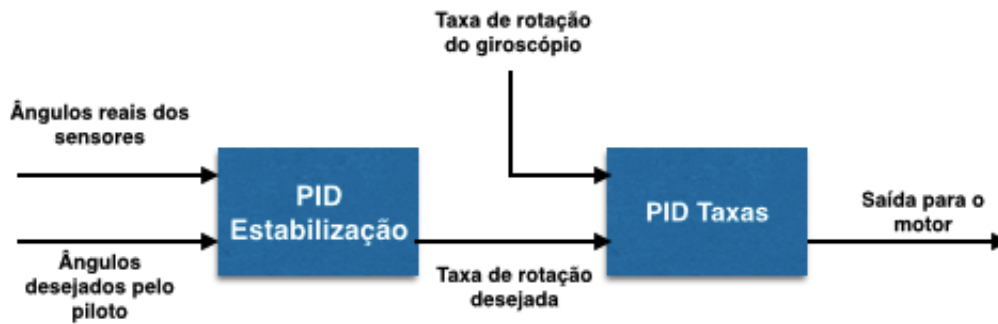 Taxa de rotação
do giroscópio
Ângulos reais dos
sensores
PID
Estabilização
PID Taxas
Saída para o
motor
Ângulos
desejados pelo
piloto
Taxa de rotação
desejada